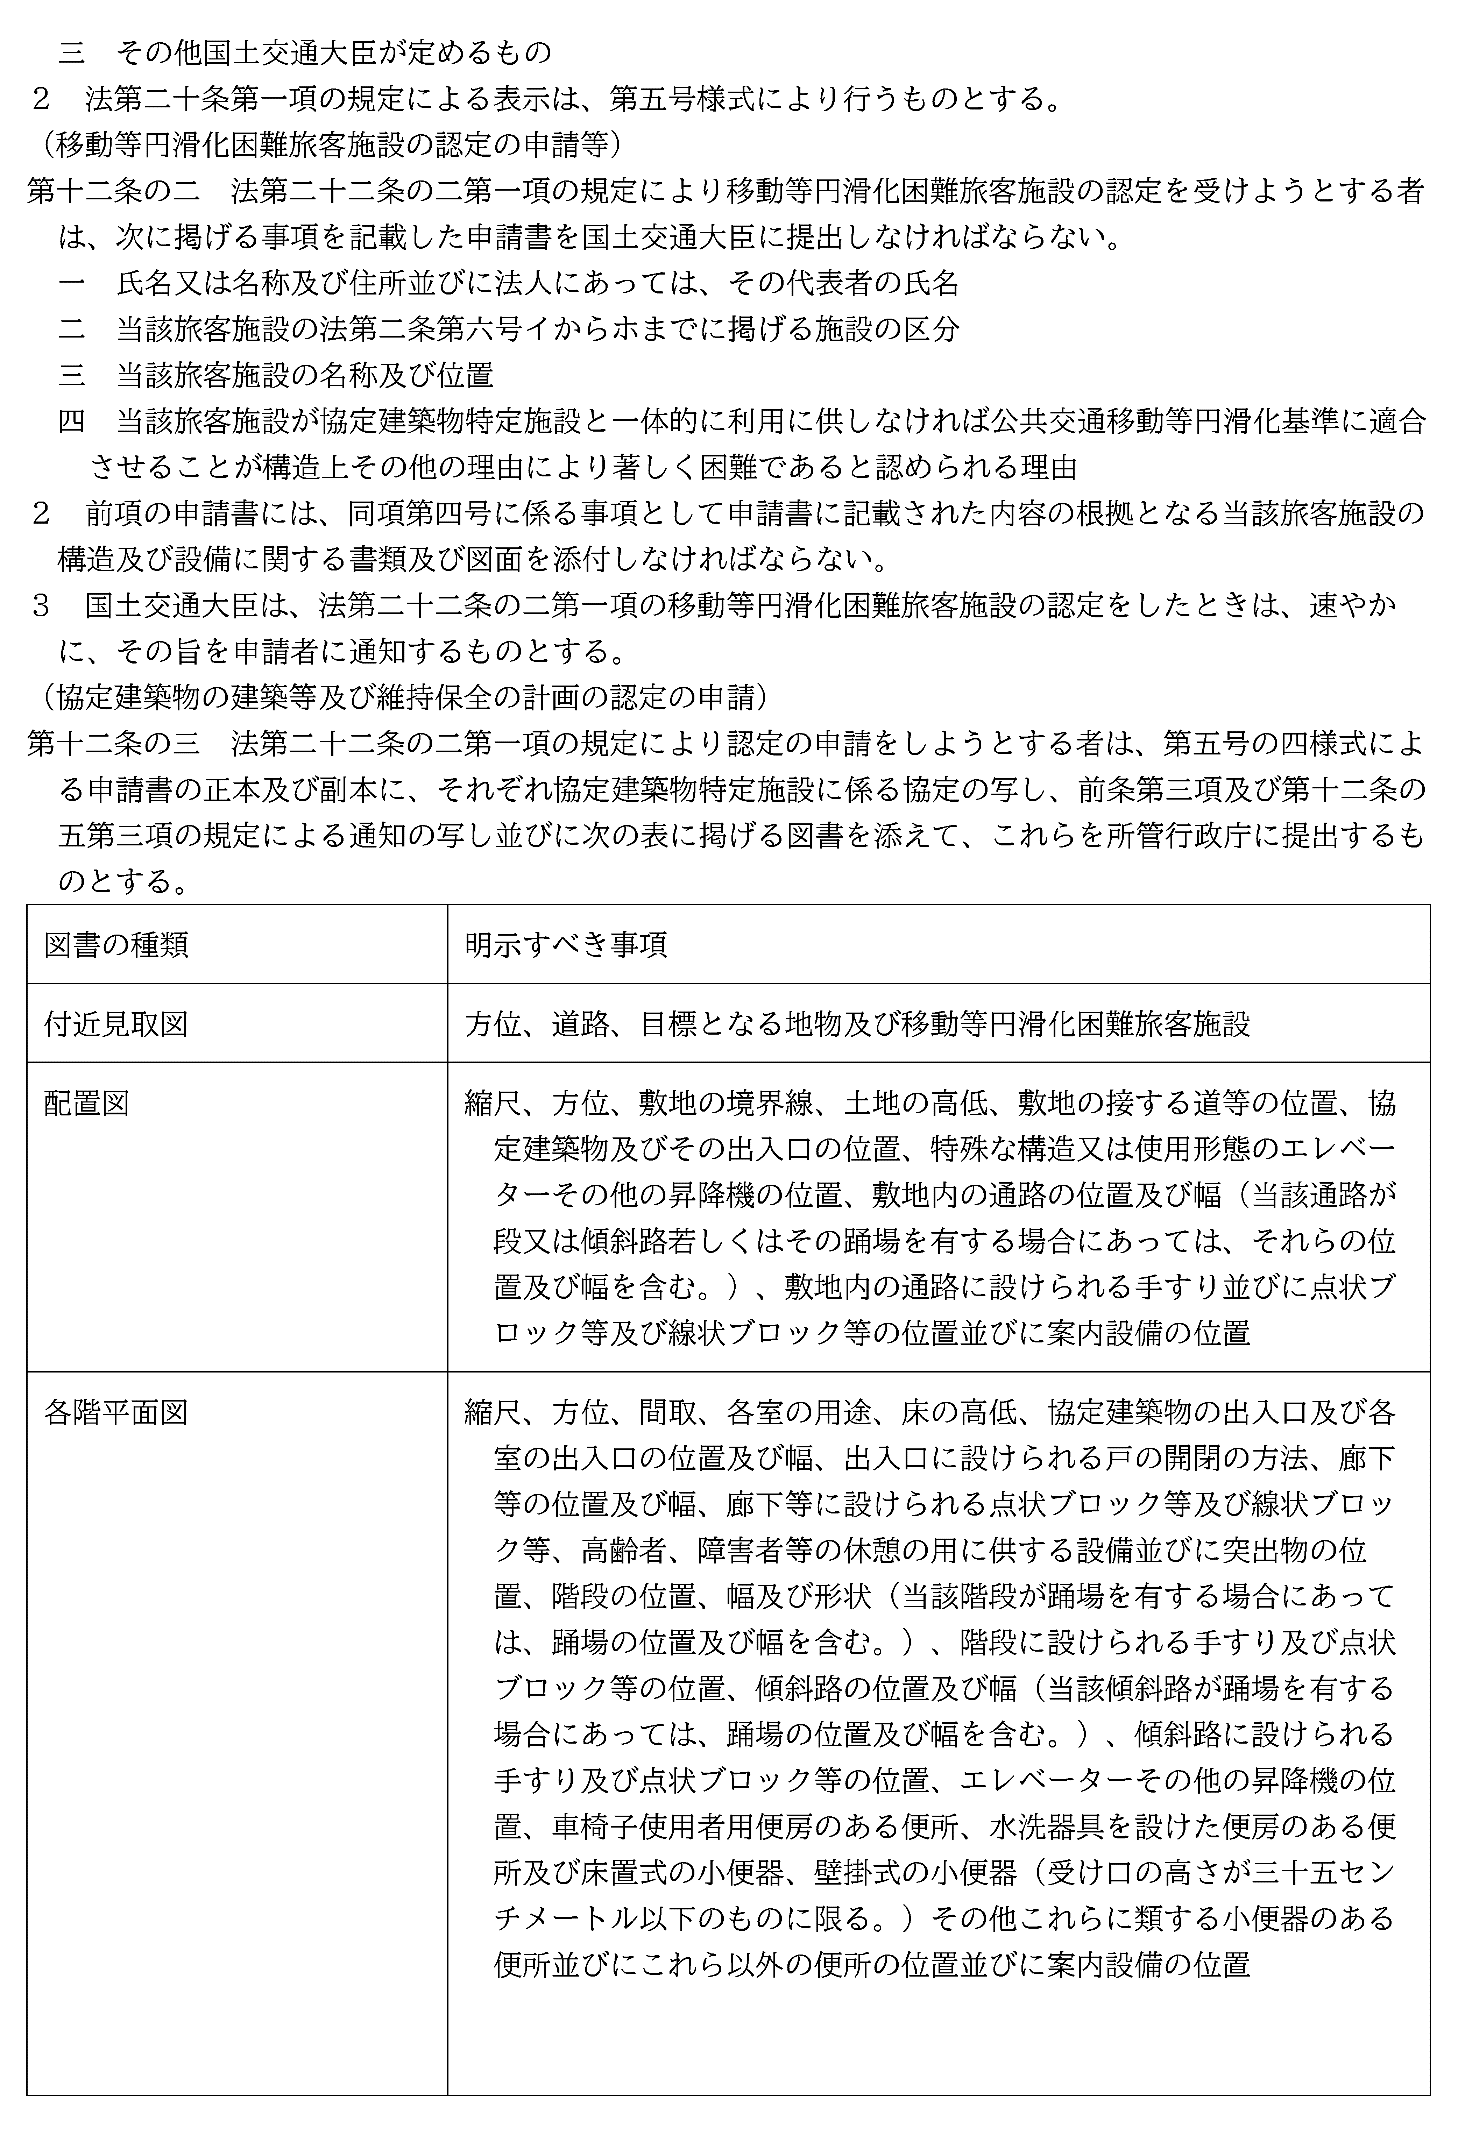 三　その他国土交通大臣が定めるもの
２　法第二十条第一項の規定による表示は、第五号様式により行うものとする。
（移動等円滑化困難旅客施設の認定の申請等）
第十二条の二　法第二十二条の二第一項の規定により移動等円滑化困難旅客施設の認定を受けようとする者
は、次に掲げる事項を記載した申請書を国土交通大臣に提出しなければならない。
一　氏名又は名称及び住所並びに法人にあっては、その代表者の氏名
二　当該旅客施設の法第二条第六号イからホまでに掲げる施設の区分
三　当該旅客施設の名称及び位置
四　当該旅客施設が協定建築物特定施設と一体的に利用に供しなければ公共交通移動等円滑化基準に適合
させることが構造上その他の理由により著しく困難であると認められる理由
２　前項の申請書には、同項第四号に係る事項として申請書に記載された内容の根拠となる当該旅客施設の
構造及び設備に関する書類及び図面を添付しなければならない。
３　国土交通大臣は、法第二十二条の二第一項の移動等円滑化困難旅客施設の認定をしたときは、速やか
に、その旨を申請者に通知するものとする。
（協定建築物の建築等及び維持保全の計画の認定の申請）
第十二条の三　法第二十二条の二第一項の規定により認定の申請をしようとする者は、第五号の四様式によ
る申請書の正本及び副本に、それぞれ協定建築物特定施設に係る協定の写し、前条第三項及び第十二条の
五第三項の規定による通知の写し並びに次の表に掲げる図書を添えて、これらを所管行政庁に提出するも
のとする。
図書の種類
明示すべき事項
付近見取図
方位、道路、目標となる地物及び移動等円滑化困難旅客施設
配置図
縮尺、方位、敷地の境界線、土地の高低、敷地の接する道等の位置、協
定建築物及びその出入口の位置、特殊な構造又は使用形態のエレベー
ターその他の昇降機の位置、敷地内の通路の位置及び幅（当該通路が
段又は傾斜路若しくはその踊場を有する場合にあっては、それらの位
置及び幅を含む。）、敷地内の通路に設けられる手すり並びに点状ブ
ロック等及び線状ブロック等の位置並びに案内設備の位置
各階平面図
縮尺、方位、間取、各室の用途、床の高低、協定建築物の出入口及び各
室の出入口の位置及び幅、出入口に設けられる戸の開閉の方法、廊下
等の位置及び幅、廊下等に設けられる点状ブロック等及び線状ブロッ
ク等、高齢者、障害者等の休憩の用に供する設備並びに突出物の位
置、階段の位置、幅及び形状（当該階段が踊場を有する場合にあって
は、踊場の位置及び幅を含む。）、階段に設けられる手すり及び点状
ブロック等の位置、傾斜路の位置及び幅（当該傾斜路が踊場を有する
場合にあっては、踊場の位置及び幅を含む。）、傾斜路に設けられる
手すり及び点状ブロック等の位置、エレベーターその他の昇降機の位
置、車椅子使用者用便房のある便所、水洗器具を設けた便房のある便
所及び床置式の小便器、壁掛式の小便器（受け口の高さが三十五セン
チメートル以下のものに限る。）その他これらに類する小便器のある
便所並びにこれら以外の便所の位置並びに案内設備の位置